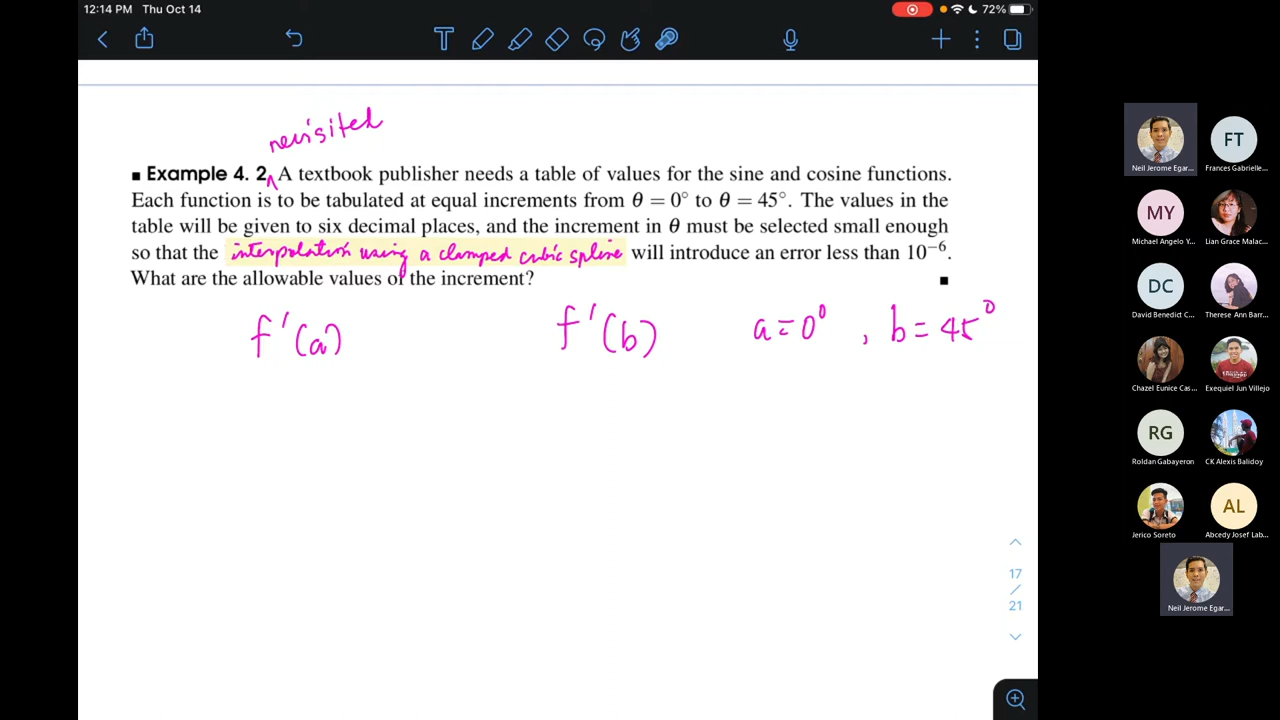 12:14 PM Thu Oct 14
72%
T
revisited
■ Example 4. 2 A textbook publisher needs a table of values for the sine and cosine functions.
Each function is to be tabulated at equal increments from θ = 0° to θ = 45°. The values in the
table will be given to six decimal places, and the increment in θ must be selected small enough
so that the interpolation using a clamped cubic spline will introduce an error less than 10⁻⁶.
What are the allowable values of the increment? ■
f'(a) f'(b) a = 0° , b = 45°
17
/
21
Neil Jerome Egar...
FT
Frances Gabrielle...
MY
Michael Angelo Y...
Lian Grace Malac...
DC
David Benedict C...
Therese Ann Barr...
Chazel Eunice Cas...
Exequiel Jun Villejo
RG
Roldan Gabayeron
CK Alexis Balidoy
Jerico Soreto
AL
Abcedy Josef Lab...
Neil Jerome Egar...